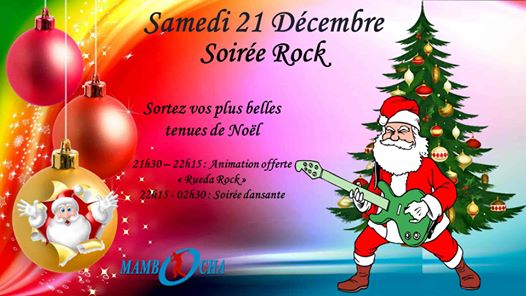 Samedi 21 Décembre
Soirée Rock
Sortez vos plus belles
tenues de Noël
21h30 – 22h15 : Animation offerte
« Rueda Rock »
22h15 - 02h30 : Soirée dansante
MAMBOCHA